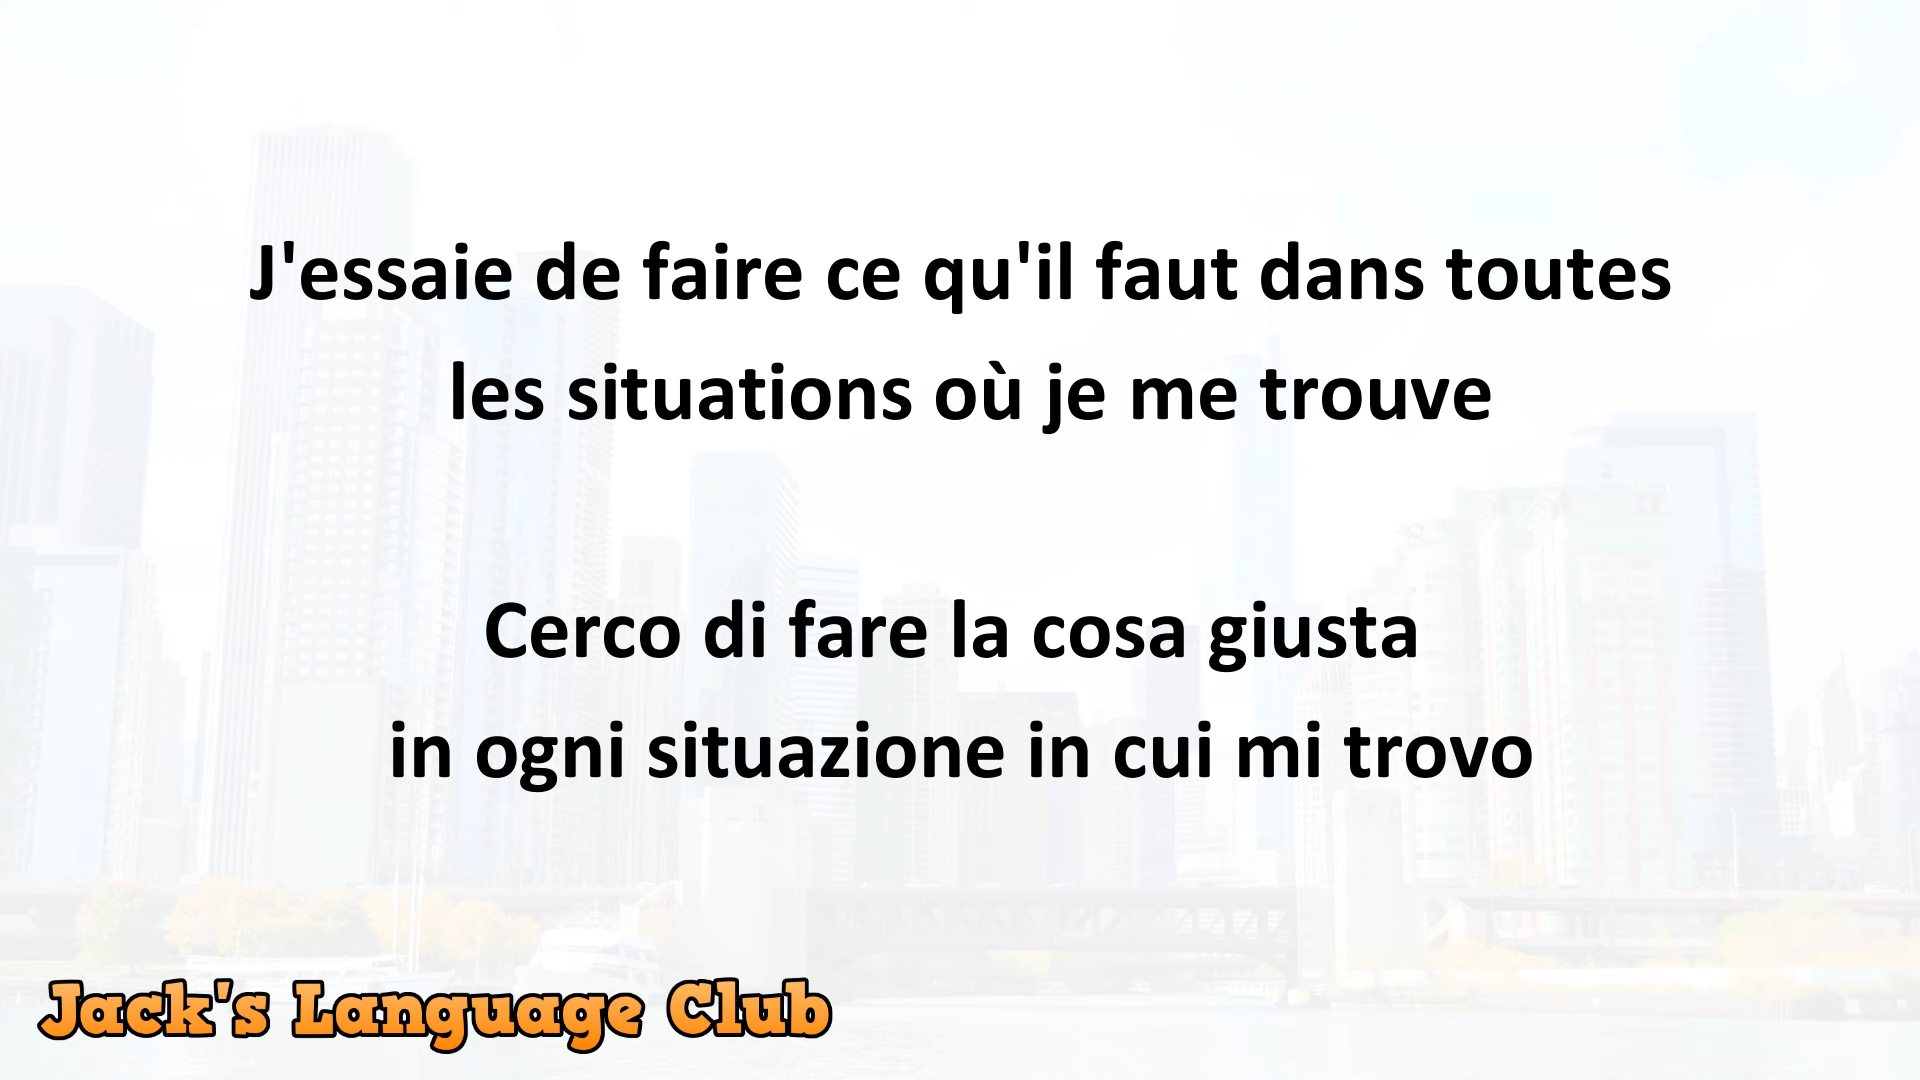 J'essaie de faire ce qu'il faut dans toutes
les situations où je me trouve
Cerco di fare la cosa giusta
in ogni situazione in cui mi trovo
Jack's Language Club